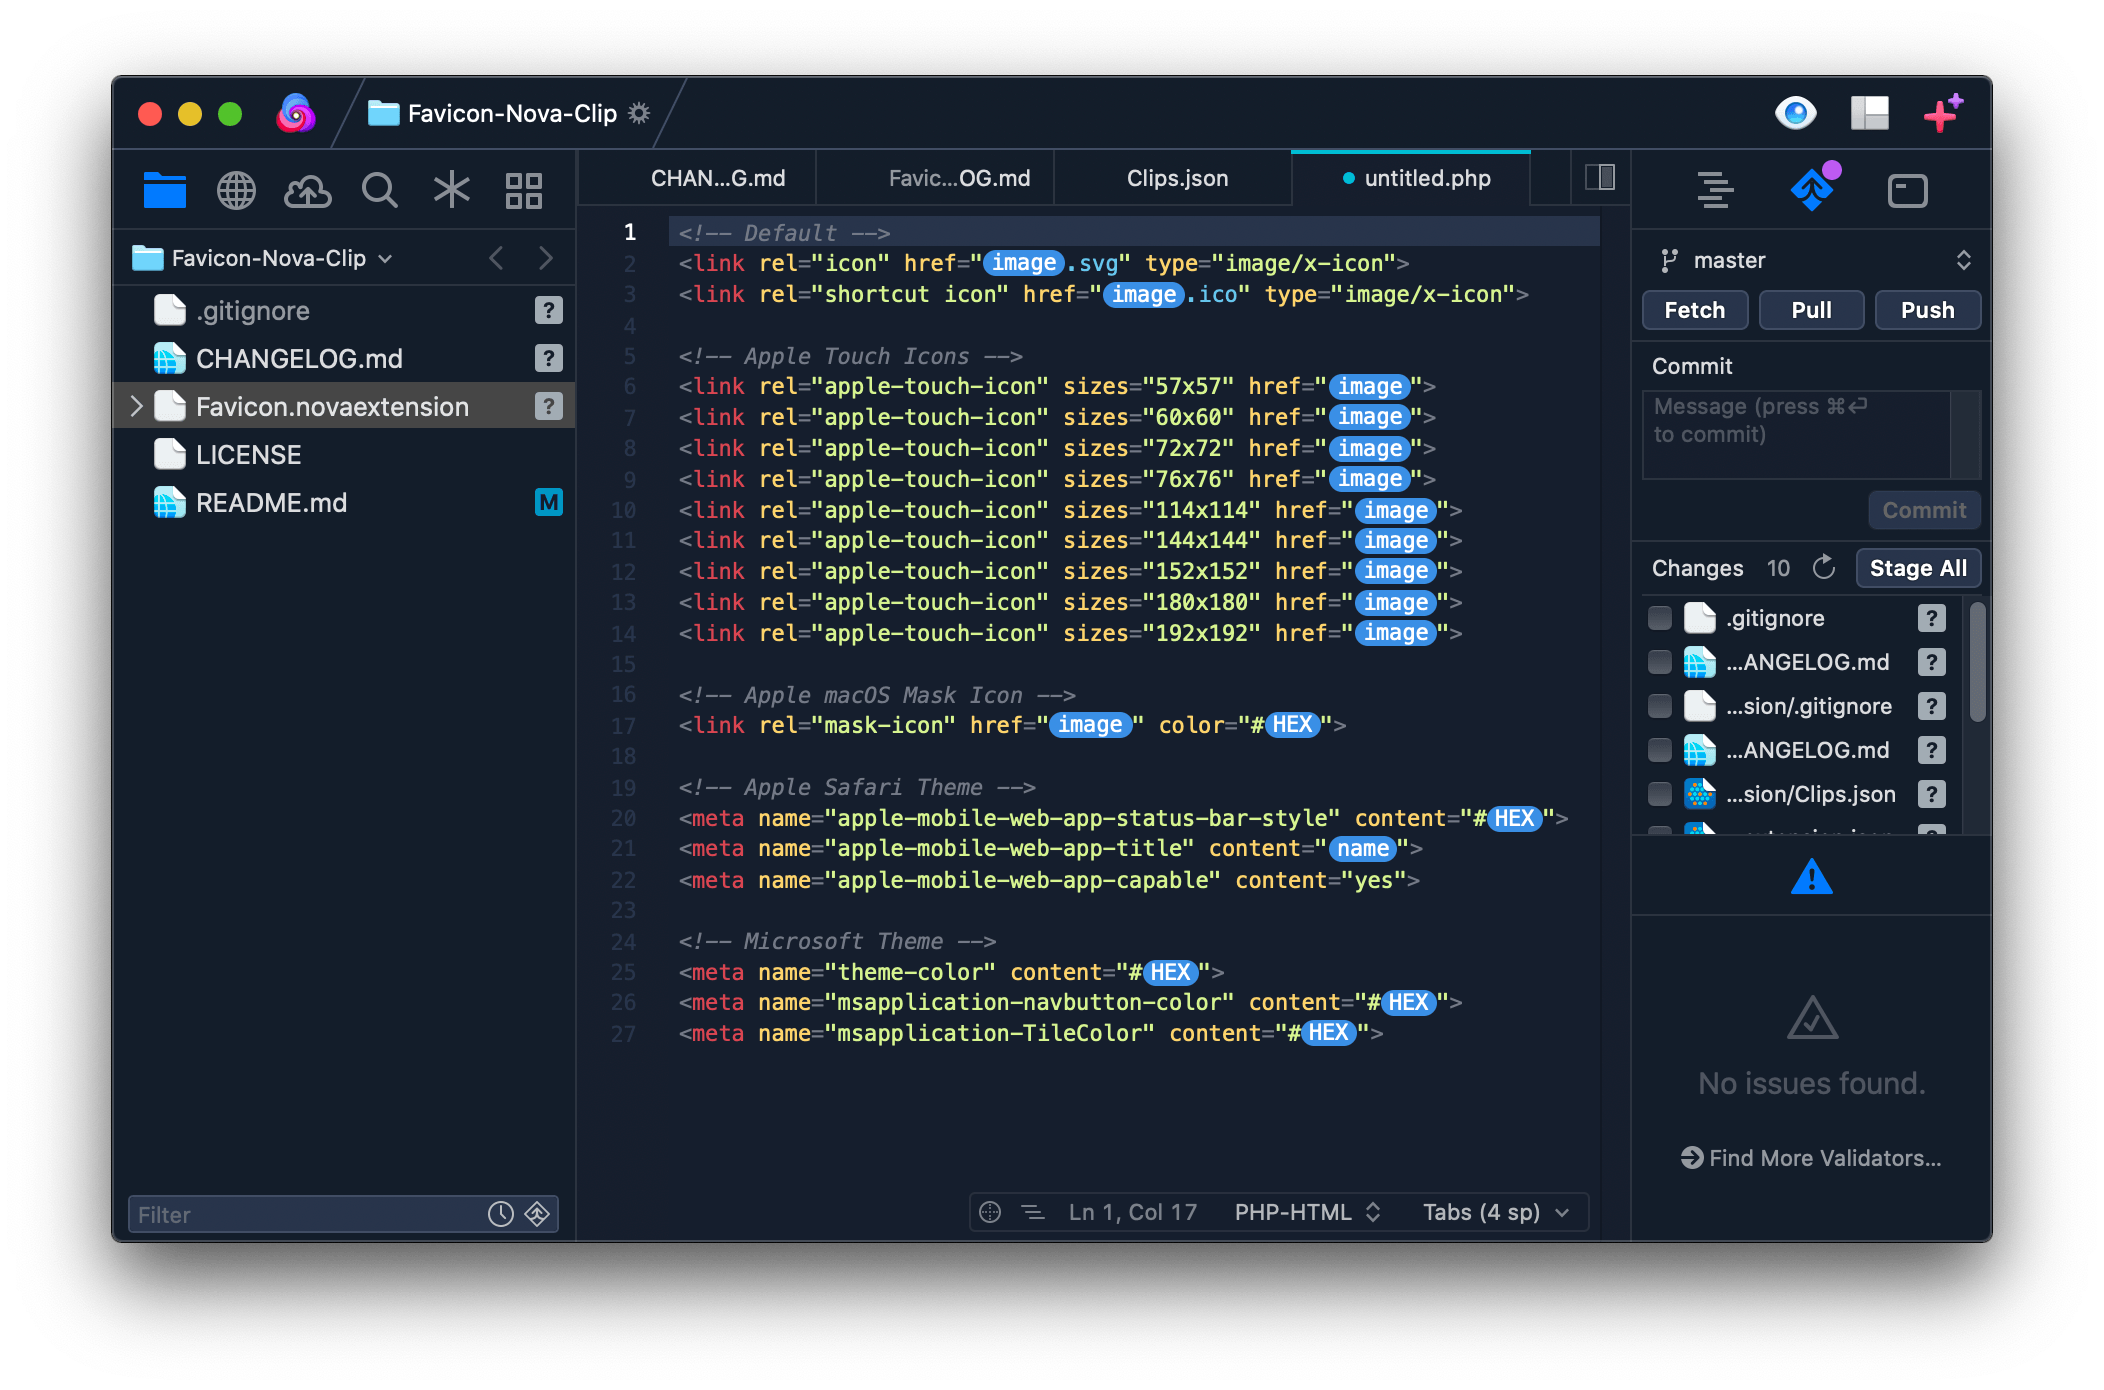 Favicon-Nova-Clip
Favicon-Nova-Clip
.gitignore ?
CHANGELOG.md ?
Favicon.novaextension ?
LICENSE
README.md M
Filter
CHAN...G.md
Favic...OG.md
Clips.json
untitled.php
1 <!-- Default -->
2 <link rel="icon" href="image.svg" type="image/x-icon">
3 <link rel="shortcut icon" href="image.ico" type="image/x-icon">
4
5 <!-- Apple Touch Icons -->
6 <link rel="apple-touch-icon" sizes="57x57" href="image">
7 <link rel="apple-touch-icon" sizes="60x60" href="image">
8 <link rel="apple-touch-icon" sizes="72x72" href="image">
9 <link rel="apple-touch-icon" sizes="76x76" href="image">
10 <link rel="apple-touch-icon" sizes="114x114" href="image">
11 <link rel="apple-touch-icon" sizes="144x144" href="image">
12 <link rel="apple-touch-icon" sizes="152x152" href="image">
13 <link rel="apple-touch-icon" sizes="180x180" href="image">
14 <link rel="apple-touch-icon" sizes="192x192" href="image">
15
16 <!-- Apple macOS Mask Icon -->
17 <link rel="mask-icon" href="image" color="#HEX">
18
19 <!-- Apple Safari Theme -->
20 <meta name="apple-mobile-web-app-status-bar-style" content="#HEX">
21 <meta name="apple-mobile-web-app-title" content="name">
22 <meta name="apple-mobile-web-app-capable" content="yes">
23
24 <!-- Microsoft Theme -->
25 <meta name="theme-color" content="#HEX">
26 <meta name="msapplication-navbutton-color" content="#HEX">
27 <meta name="msapplication-TileColor" content="#HEX">
Ln 1, Col 17 PHP-HTML Tabs (4 sp)
master
Fetch Pull Push
Commit
Message (press ⌘↩
to commit)
Commit
Changes 10 Stage All
.gitignore ?
...ANGELOG.md ?
...sion/.gitignore ?
...ANGELOG.md ?
...sion/Clips.json ?
No issues found.
Find More Validators...